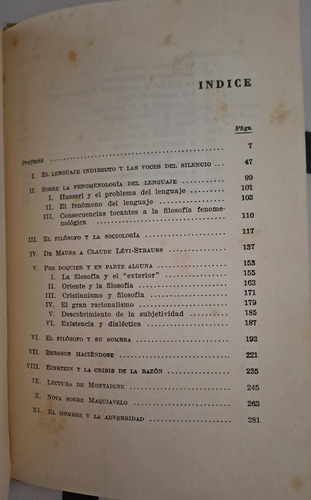 INDICE
Págs.
Prefacio ..... 7
I. EL LENGUAJE INDIRECTO Y LAS VOCES DEL SILENCIO ... 47
II. SOBRE LA FENOMENOLOGÍA DEL LENGUAJE ..... 99
I. Husserl y el problema del lenguaje ..... 101
II. El fenómeno del lenguaje ..... 103
III. Consecuencias tocantes a la filosofía fenome-
nológica ..... 110
III. EL FILÓSOFO Y LA SOCIOLOGÍA ..... 117
IV. DE MAUSS A CLAUDE LÉVI-STRAUSS ..... 137
V. POR DOQUIER Y EN PARTE ALGUNA ..... 153
I. La filosofía y el "exterior" ..... 155
II. Oriente y la filosofía ..... 163
III. Cristianismo y filosofía ..... 171
IV. El gran racionalismo ..... 179
V. Descubrimiento de la subjetividad ..... 185
VI. Existencia y dialéctica ..... 187
VI. EL FILÓSOFO Y SU SOMBRA ..... 193
VII. BERGSON HACIÉNDOSE ..... 221
VIII. EINSTEIN Y LA CRISIS DE LA RAZÓN ..... 235
IX. LECTURA DE MONTAIGNE ..... 245
X. NOTA SOBRE MAQUIAVELO ..... 263
XI. EL HOMBRE Y LA ADVERSIDAD ..... 281